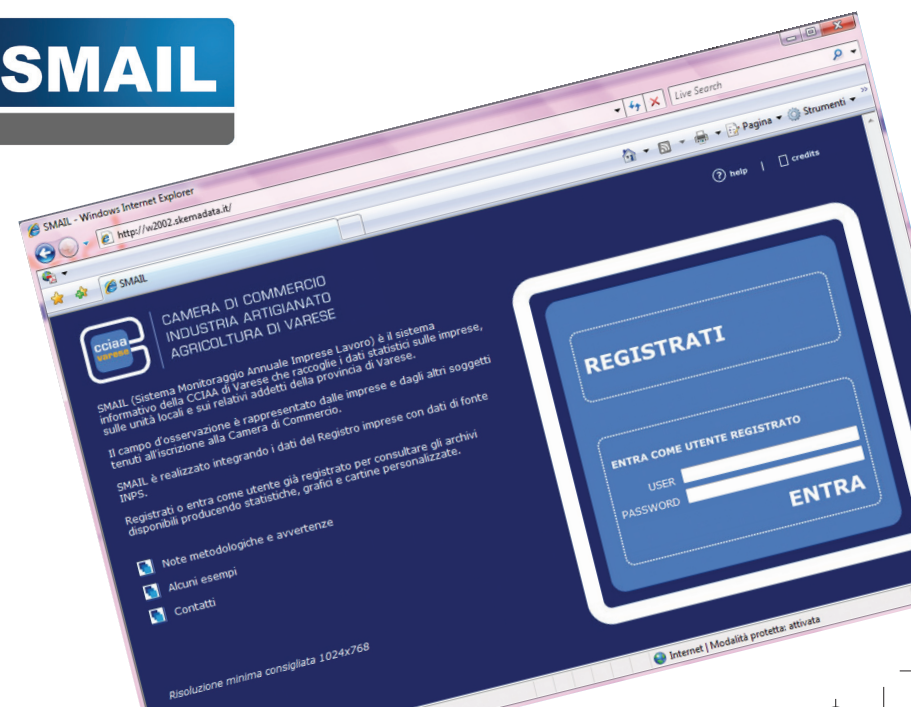 SMAIL
SMAIL - Windows Internet Explorer
http://w2002.skemadata.it/
Live Search
SMAIL
Pagina
Strumenti
help | credits
cciaa
varese
CAMERA DI COMMERCIO
INDUSTRIA ARTIGIANATO
AGRICOLTURA DI VARESE
SMAIL (Sistema Monitoraggio Annuale Imprese Lavoro) è il sistema
informativo della CCIAA di Varese che raccoglie i dati statistici sulle imprese,
sulle unità locali e sui relativi addetti della provincia di Varese.
Il campo d'osservazione è rappresentato dalle imprese e dagli altri soggetti
tenuti all'iscrizione alla Camera di Commercio.
SMAIL è realizzato integrando i dati del Registro imprese con dati di fonte
INPS.
Registrati o entra come utente già registrato per consultare gli archivi
disponibili producendo statistiche, grafici e cartine personalizzate.
Note metodologiche e avvertenze
Alcuni esempi
Contatti
Risoluzione minima consigliata 1024x768
REGISTRATI
ENTRA COME UTENTE REGISTRATO
USER
PASSWORD
ENTRA
Internet | Modalità protetta: attivata